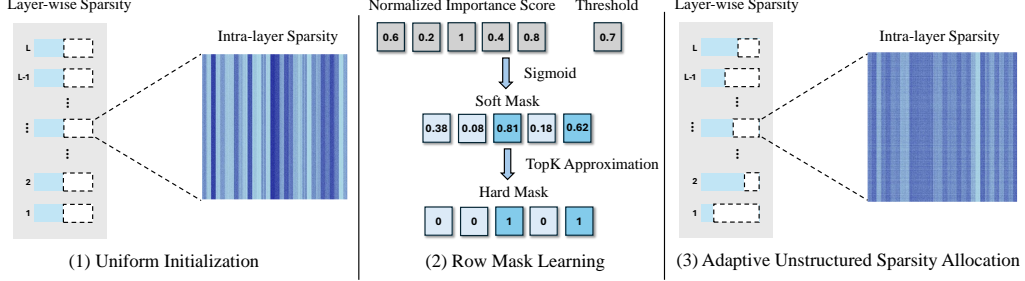 Layer-wise Sparsity
L
L-1
...
...
...
2
1
Intra-layer Sparsity
(1) Uniform Initialization
Normalized Importance Score
Threshold
0.6 0.2 1 0.4 0.8 0.7
Sigmoid
Soft Mask
0.38 0.08 0.81 0.18 0.62
TopK Approximation
Hard Mask
0 0 1 0 1
(2) Row Mask Learning
Layer-wise Sparsity
L
L-1
...
...
...
2
1
Intra-layer Sparsity
(3) Adaptive Unstructured Sparsity Allocation